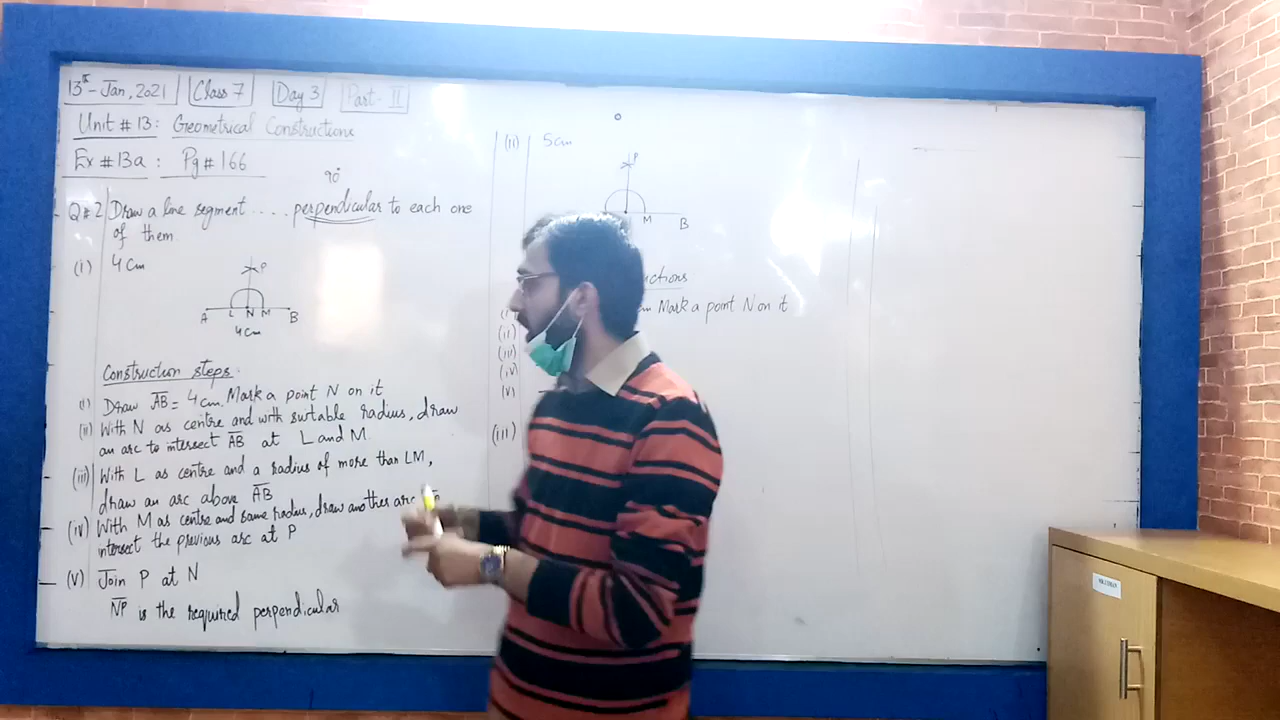 13th - Jan, 2021 | Class 7 | Day 3 | Part- II
Unit # 13: Geometrical Constructions
Ex # 13a : Pg # 166
90°
Q# 2 Draw a line segment .... perpendicular to each one
of them.
(i) 4 cm
P
A L N M B
4 cm
Construction steps:
(i) Draw AB = 4 cm. Mark a point N on it
(ii) With N as centre and with suitable radius, draw
an arc to intersect AB at L and M.
(iii) With L as centre and a radius of more than LM,
draw an arc above AB
(iv) With M as centre and same radius, draw another arc
intersect the previous arc at P
(v) Join P at N
NP is the required perpendicular
(ii) 5 cm
P
M B
uctions
Mark a point N on it
(ii)
(iii)
(iv)
(v)
(iii)